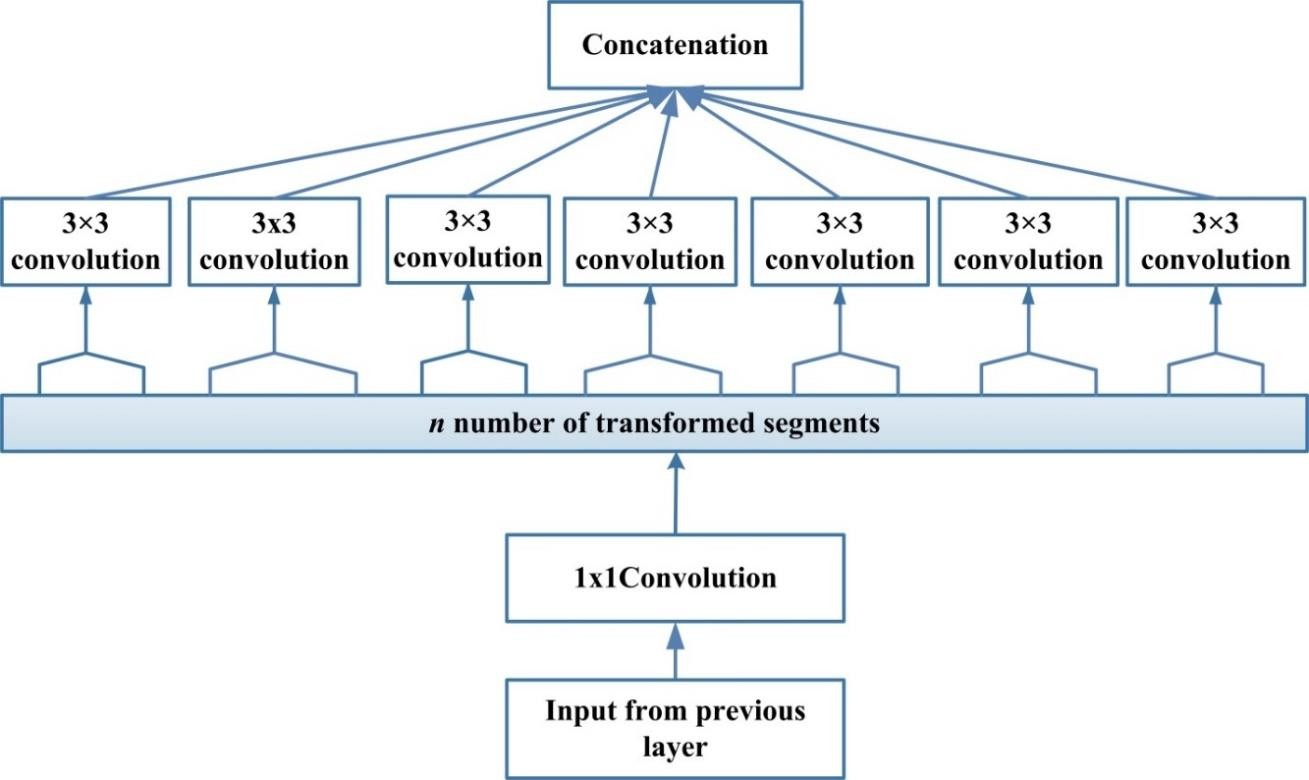 Concatenation
3×3
convolution
3x3
convolution
3×3
convolution
3×3
convolution
3×3
convolution
3×3
convolution
3×3
convolution
n number of transformed segments
1x1Convolution
Input from previous
layer